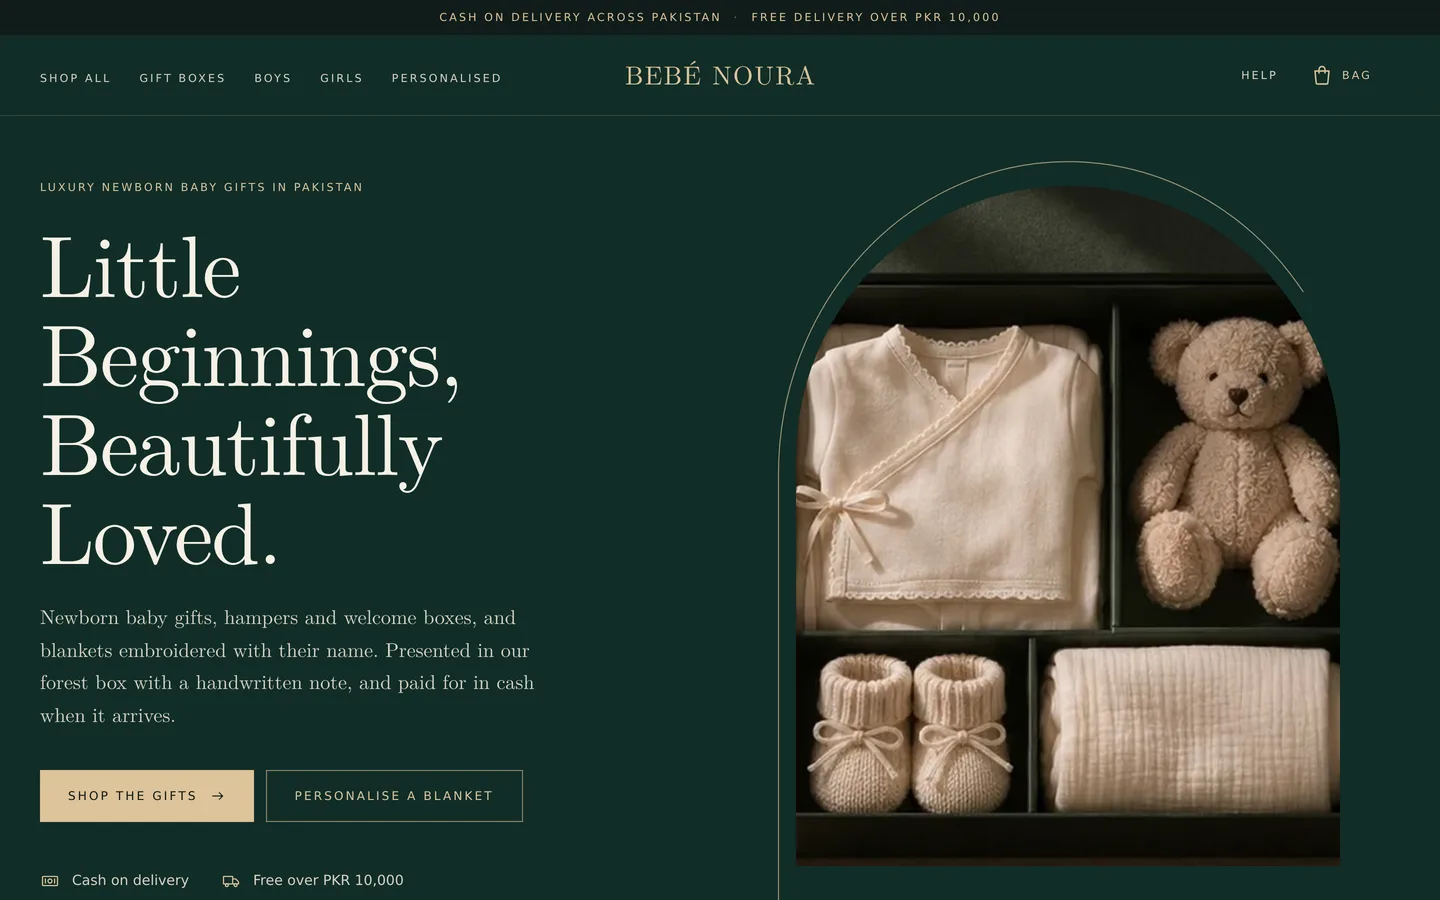 CASH ON DELIVERY ACROSS PAKISTAN · FREE DELIVERY OVER PKR 10,000
SHOP ALL GIFT BOXES BOYS GIRLS PERSONALISED
BEBÉ NOURA
HELP BAG
LUXURY NEWBORN BABY GIFTS IN PAKISTAN
Little
Beginnings,
Beautifully
Loved.
Newborn baby gifts, hampers and welcome boxes, and
blankets embroidered with their name. Presented in our
forest box with a handwritten note, and paid for in cash
when it arrives.
SHOP THE GIFTS →
PERSONALISE A BLANKET
Cash on delivery
Free over PKR 10,000